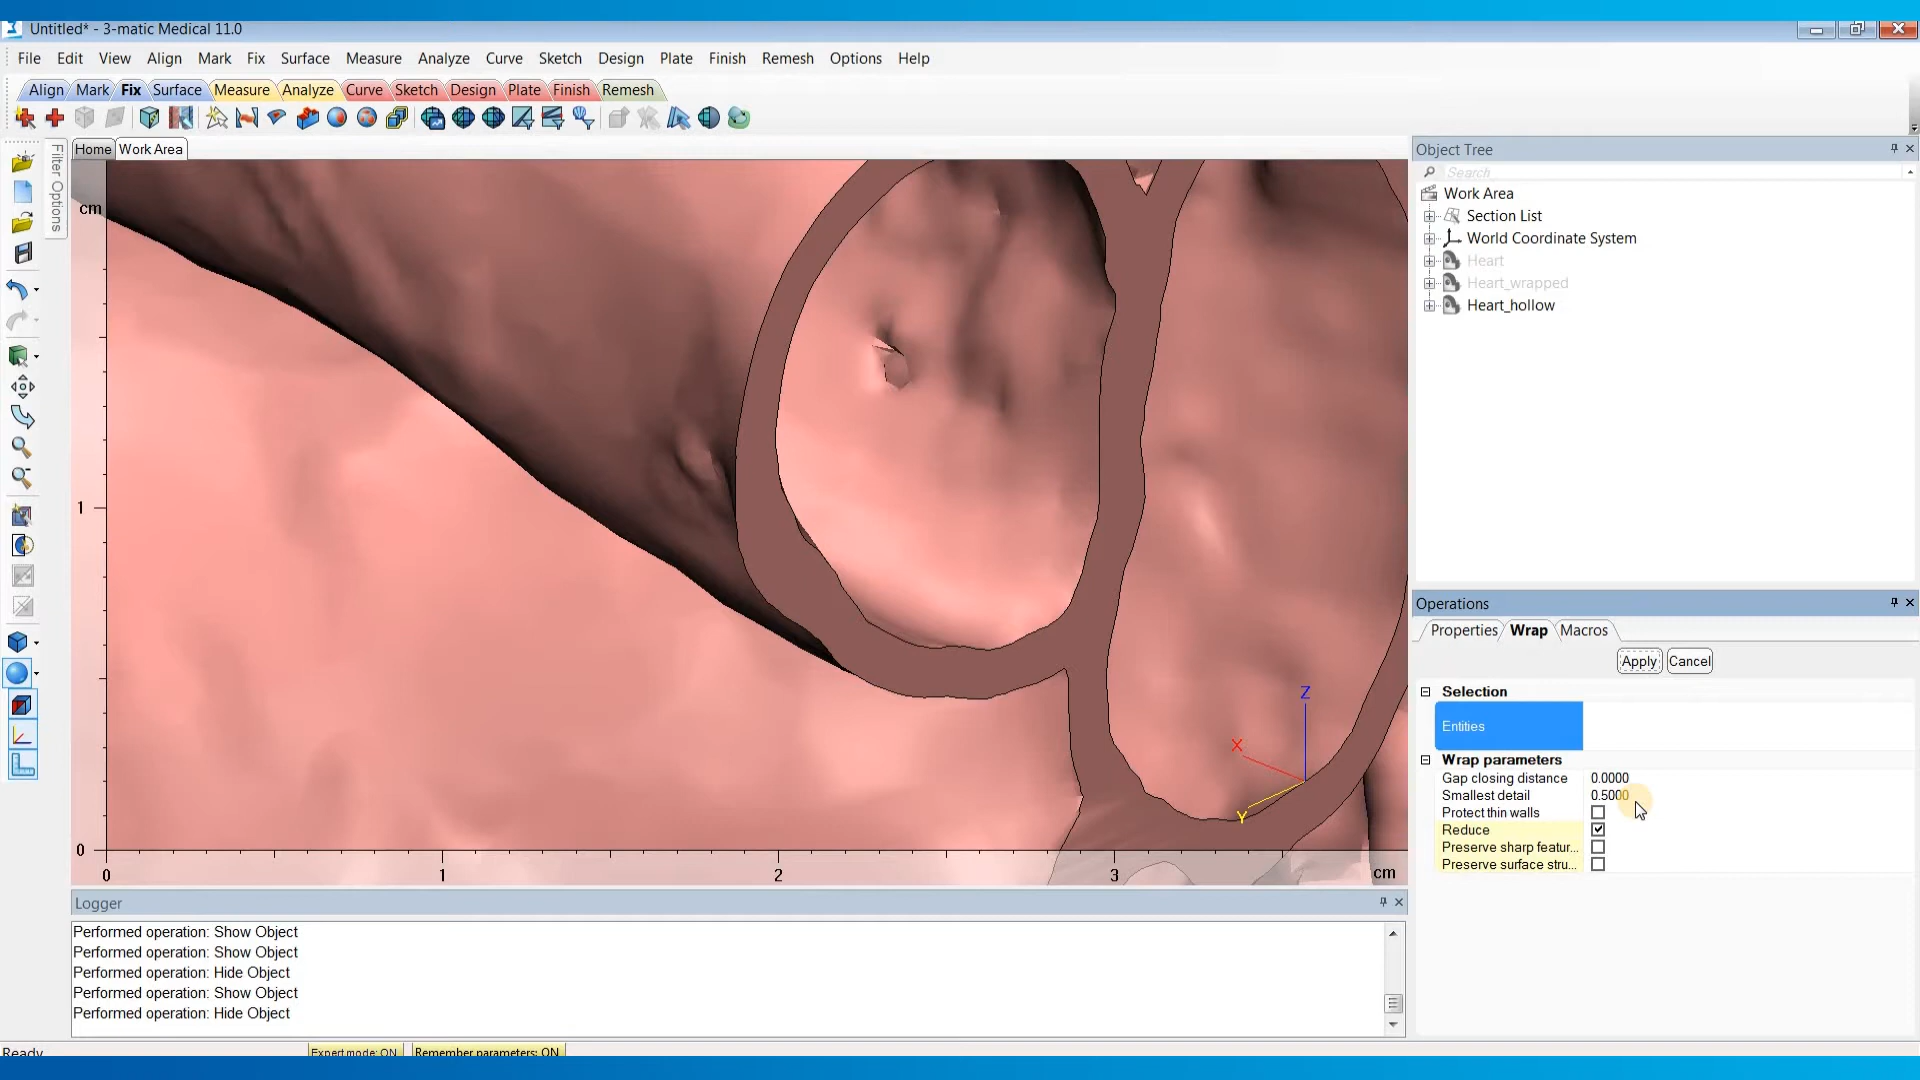 Untitled* - 3-matic Medical 11.0
File Edit View Align Mark Fix Surface Measure Analyze Curve Sketch Design Plate Finish Remesh Options Help
Align Mark Fix Surface Measure Analyze Curve Sketch Design Plate Finish Remesh
Filter Options
Home Work Area
cm
1
0
0 1 2 3 cm
Z
X
Y
Object Tree
Search
Work Area
Section List
World Coordinate System
Heart
Heart_wrapped
Heart_hollow
Operations
Properties Wrap Macros
Apply Cancel
Selection
Entities
Wrap parameters
Gap closing distance 0.0000
Smallest detail 0.5000
Protect thin walls
Reduce
Preserve sharp featur...
Preserve surface stru...
Logger
Performed operation: Show Object
Performed operation: Show Object
Performed operation: Hide Object
Performed operation: Show Object
Performed operation: Hide Object
Ready Expert mode: ON Remember parameters: ON